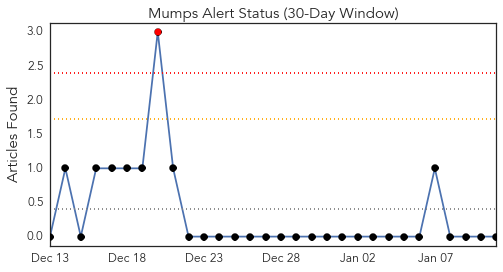 Mumps Alert Status (30-Day Window)
Articles Found
3.0
2.5
2.0
1.5
1.0
0.5
0.0
Dec 13 Dec 18 Dec 23 Dec 28 Jan 02 Jan 07